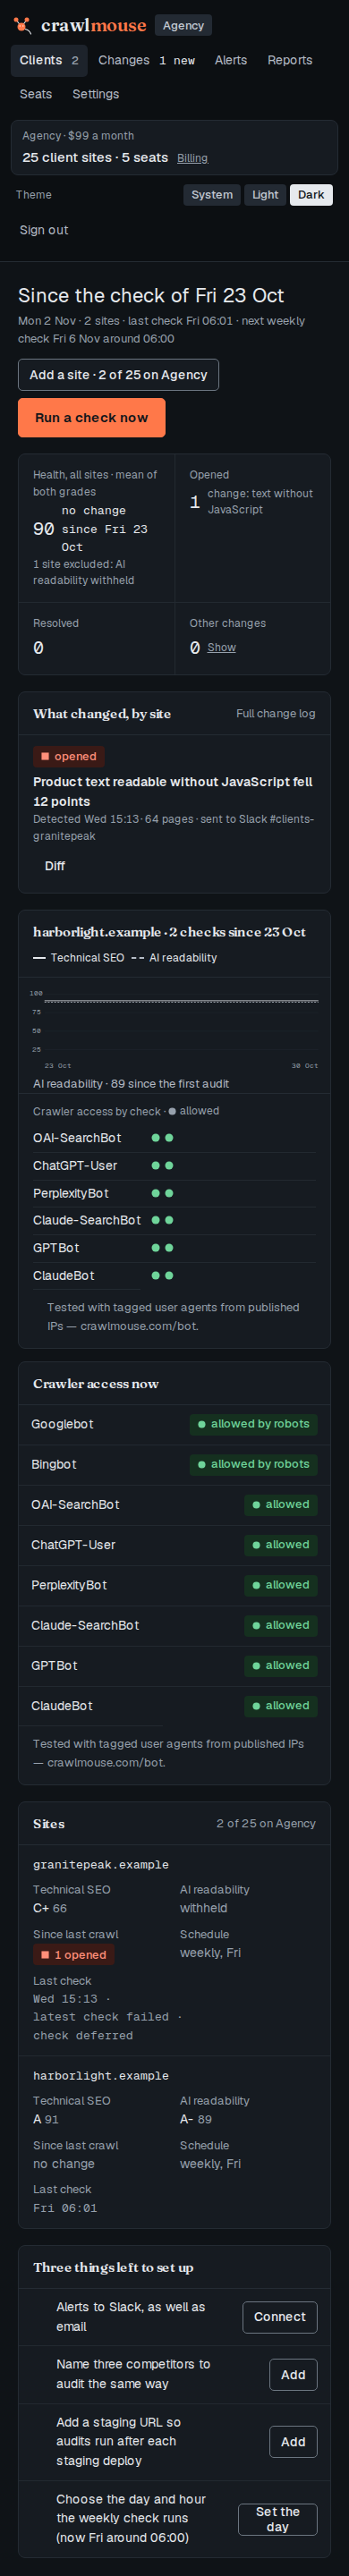 crawlmouse Agency
Clients 2 Changes 1 new Alerts Reports
Seats Settings
Agency · $99 a month
25 client sites · 5 seats Billing
Theme System Light Dark
Sign out
Since the check of Fri 23 Oct
Mon 2 Nov · 2 sites · last check Fri 06:01 · next weekly
check Fri 6 Nov around 06:00
Add a site · 2 of 25 on Agency
Run a check now
Health, all sites · mean of
both grades
90 no change
since Fri 23
Oct
1 site excluded: AI
readability withheld
Opened
1 change: text without
JavaScript
Resolved
0
Other changes
0 Show
What changed, by site Full change log
opened
Product text readable without JavaScript fell
12 points
Detected Wed 15:13 · 64 pages · sent to Slack #clients-
granitepeak
Diff
harborlight.example · 2 checks since 23 Oct
Technical SEO AI readability
100
75
50
25
23 Oct 30 Oct
AI readability · 89 since the first audit
Crawler access by check · allowed
OAI-SearchBot
ChatGPT-User
PerplexityBot
Claude-SearchBot
GPTBot
ClaudeBot
Tested with tagged user agents from published
IPs — crawlmouse.com/bot.
Crawler access now
Googlebot allowed by robots
Bingbot allowed by robots
OAI-SearchBot allowed
ChatGPT-User allowed
PerplexityBot allowed
Claude-SearchBot allowed
GPTBot allowed
ClaudeBot allowed
Tested with tagged user agents from published IPs
— crawlmouse.com/bot.
Sites 2 of 25 on Agency
granitepeak.example
Technical SEO AI readability
C+ 66 withheld
Since last crawl Schedule
1 opened weekly, Fri
Last check
Wed 15:13 ·
latest check failed ·
check deferred
harborlight.example
Technical SEO AI readability
A 91 A- 89
Since last crawl Schedule
no change weekly, Fri
Last check
Fri 06:01
Three things left to set up
Alerts to Slack, as well as
email
Connect
Name three competitors to
audit the same way
Add
Add a staging URL so
audits run after each
staging deploy
Add
Choose the day and hour
the weekly check runs
(now Fri around 06:00)
Set the
day